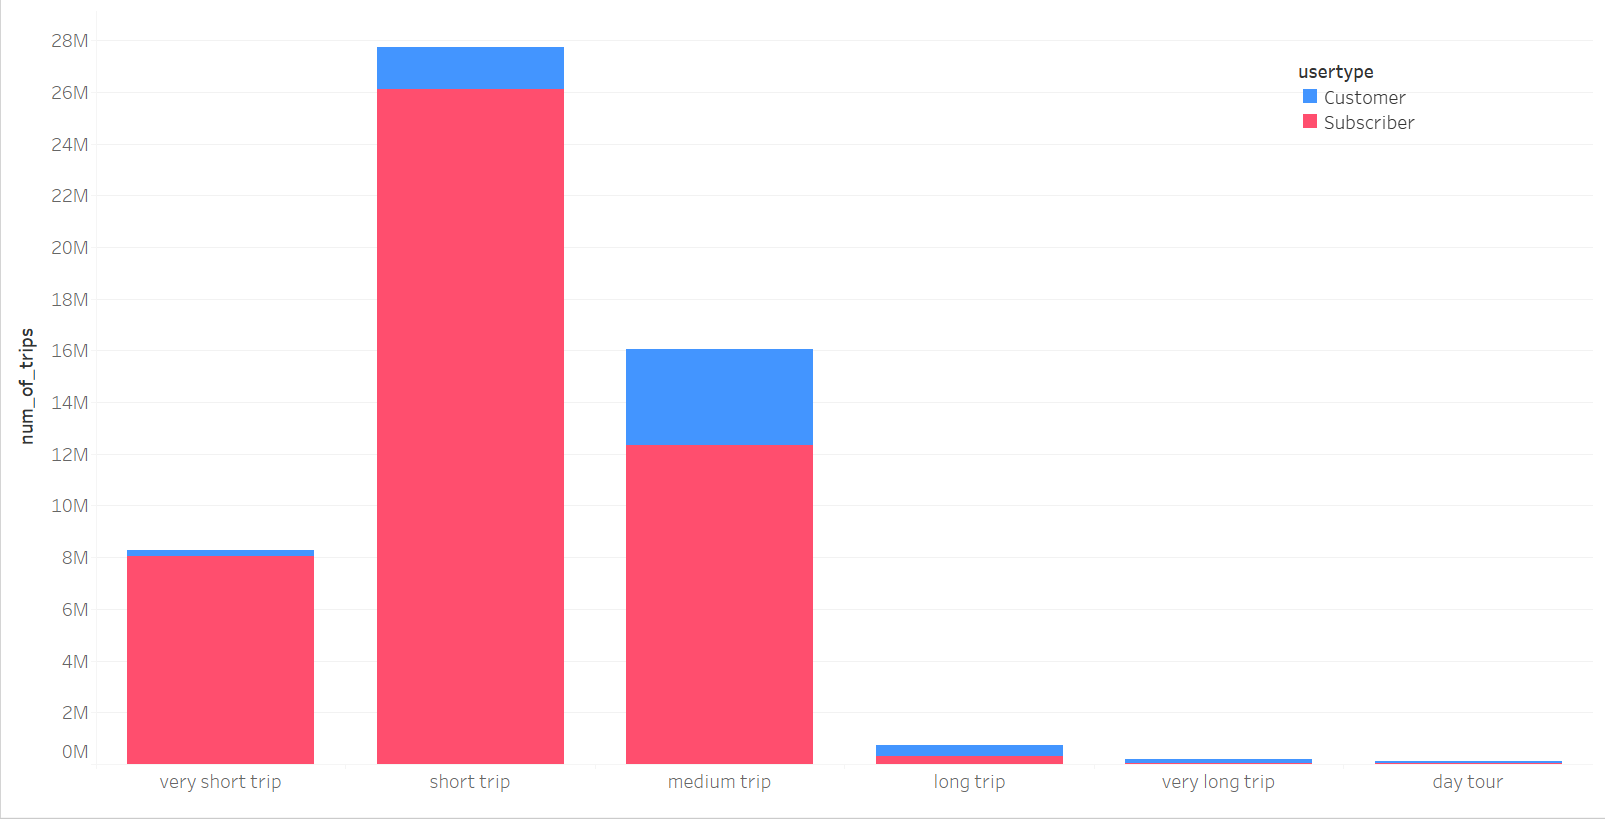 28M
26M
24M
22M
20M
18M
16M
14M
12M
10M
8M
6M
4M
2M
0M
num_of_trips
usertype
Customer
Subscriber
very short trip
short trip
medium trip
long trip
very long trip
day tour